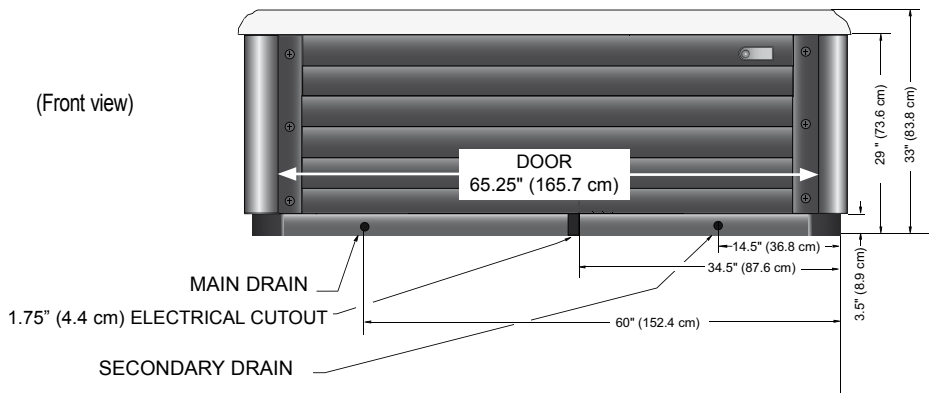 (Front view)
DOOR
65.25" (165.7 cm)
29 " (73.6 cm)
33" (83.8 cm)
14.5" (36.8 cm)
34.5" (87.6 cm)
3.5" (8.9 cm)
MAIN DRAIN
1.75” (4.4 cm) ELECTRICAL CUTOUT
60" (152.4 cm)
SECONDARY DRAIN